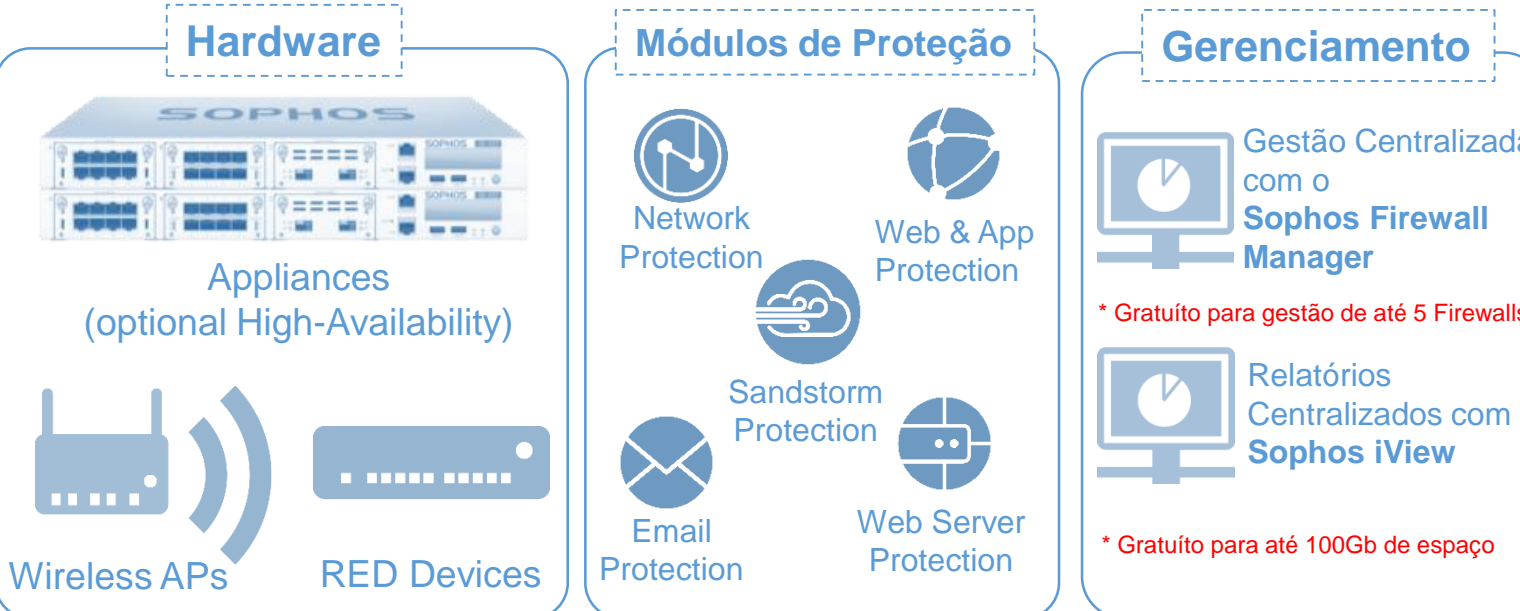 Hardware
SOPHOS
SOPHOS
SOPHOS
Appliances
(optional High-Availability)
Wireless APs
RED Devices
Módulos de Proteção
Network
Protection
Web & App
Protection
Sandstorm
Protection
Email
Protection
Web Server
Protection
Gerenciamento
Gestão Centralizada
com o
Sophos Firewall
Manager
* Gratuíto para gestão de até 5 Firewalls
Relatórios
Centralizados com
Sophos iView
* Gratuíto para até 100Gb de espaço